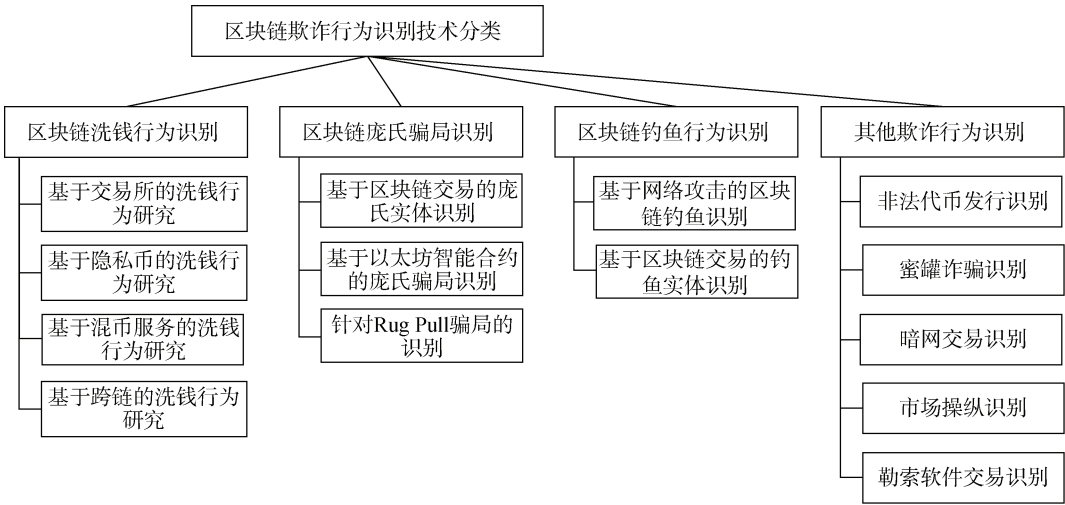 区块链欺诈行为识别技术分类
区块链洗钱行为识别
基于交易所的洗钱行
为研究
基于隐私币的洗钱行
为研究
基于混币服务的洗钱
行为研究
基于跨链的洗钱行为
研究
区块链庞氏骗局识别
基于区块链交易的庞
氏实体识别
基于以太坊智能合约
的庞氏骗局识别
针对Rug Pull骗局的
识别
区块链钓鱼行为识别
基于网络攻击的区块
链钓鱼识别
基于区块链交易的钓
鱼实体识别
其他欺诈行为识别
非法代币发行识别
蜜罐诈骗识别
暗网交易识别
市场操纵识别
勒索软件交易识别